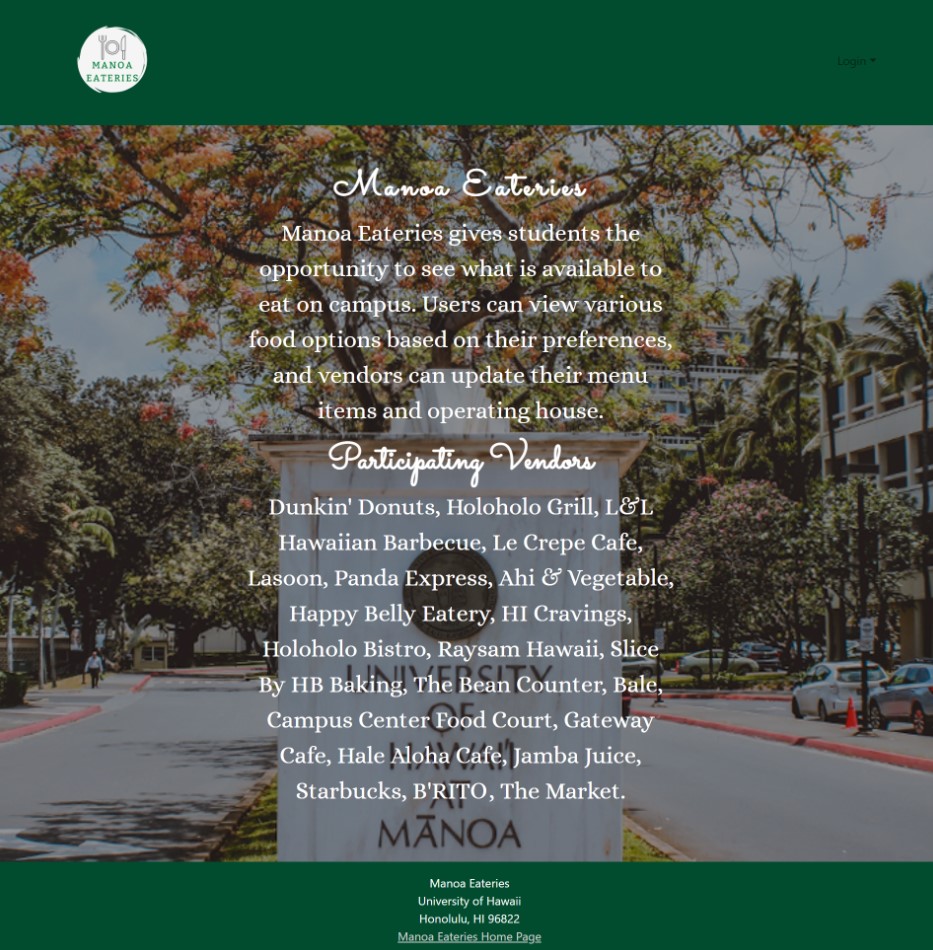 MANOA
EATERIES
Login
Manoa Eateries
Manoa Eateries gives students the
opportunity to see what is available to
eat on campus. Users can view various
food options based on their preferences,
and vendors can update their menu
items and operating house.
Participating Vendors
Dunkin' Donuts, Holoholo Grill, L&L
Hawaiian Barbecue, Le Crepe Cafe,
Lasoon, Panda Express, Ahi & Vegetable,
Happy Belly Eatery, HI Cravings,
Holoholo Bistro, Raysam Hawaii, Slice
By HB Baking, The Bean Counter, Bale,
Campus Center Food Court, Gateway
Cafe, Hale Aloha Cafe, Jamba Juice,
Starbucks, B'RITO, The Market.
UNIVERSITY
OF
HAWAI'I
AT
MĀNOA
Manoa Eateries
University of Hawaii
Honolulu, HI 96822
Manoa Eateries Home Page